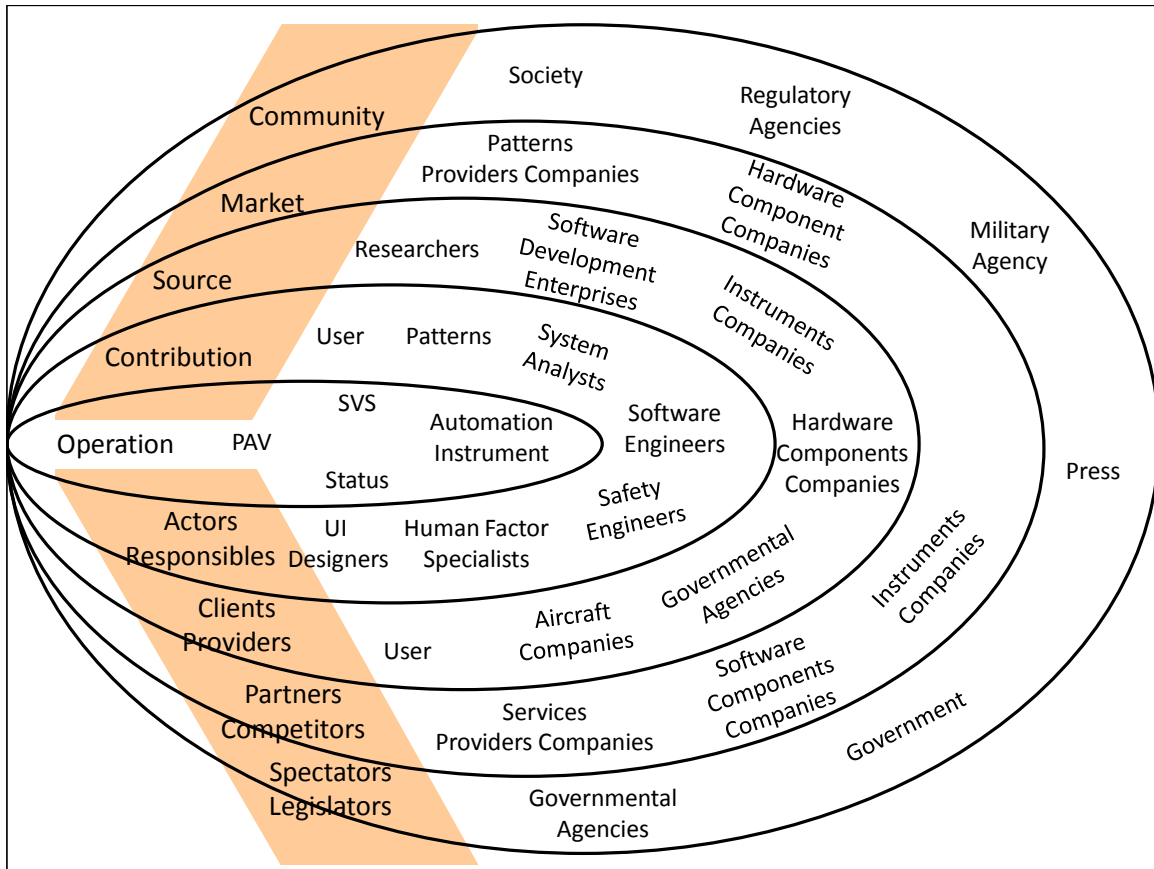 Society
Regulatory
Agencies
Community
Patterns
Providers Companies
Hardware
Component
Companies
Market
Military
Agency
Researchers
Software
Development
Enterprises
Source
Instruments
Companies
User
Patterns
System
Analysts
Contribution
SVS
Automation
Instrument
Software
Engineers
Hardware
Components
Companies
Operation
PAV
Press
Status
Safety
Engineers
Actors
Responsibles
UI
Designers
Human Factor
Specialists
Governmental
Agencies
Instruments
Companies
Clients
Providers
User
Aircraft
Companies
Software
Components
Companies
Partners
Competitors
Services
Providers Companies
Government
Spectators
Legislators
Governmental
Agencies